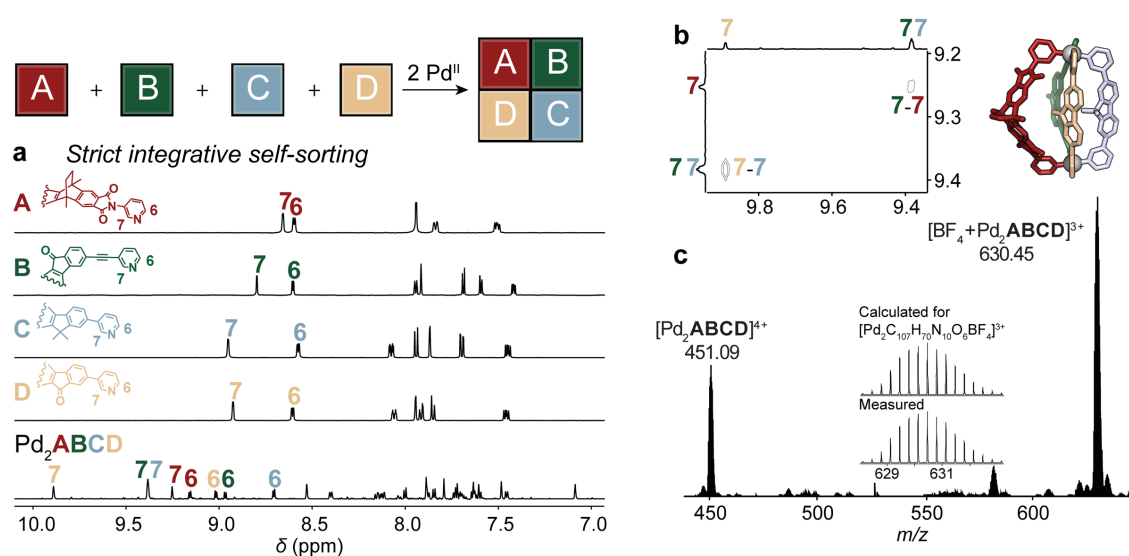 A + B + C + D 2 Pd^II A B
D C
a Strict integrative self-sorting
A O N O 6 7 N 7 6
B O 6 7 N 7 6
C 6 7 N 7 6
D O 6 7 N 7 6
Pd₂ABCD
7 7 7 7 6 6 6 6
10.0 9.5 9.0 8.5 8.0 7.5 7.0
δ (ppm)
b 7 7 7
9.2
7
7-7
9.3
7 7 7-7
9.4
9.8 9.6 9.4
[BF₄+Pd₂ABCD]³⁺
630.45
c
[Pd₂ABCD]⁴⁺
451.09
Calculated for
[Pd₂C₁₀₇H₇₀N₁₀O₆BF₄]³⁺
Measured
629 631
450 500 550 600
m/z